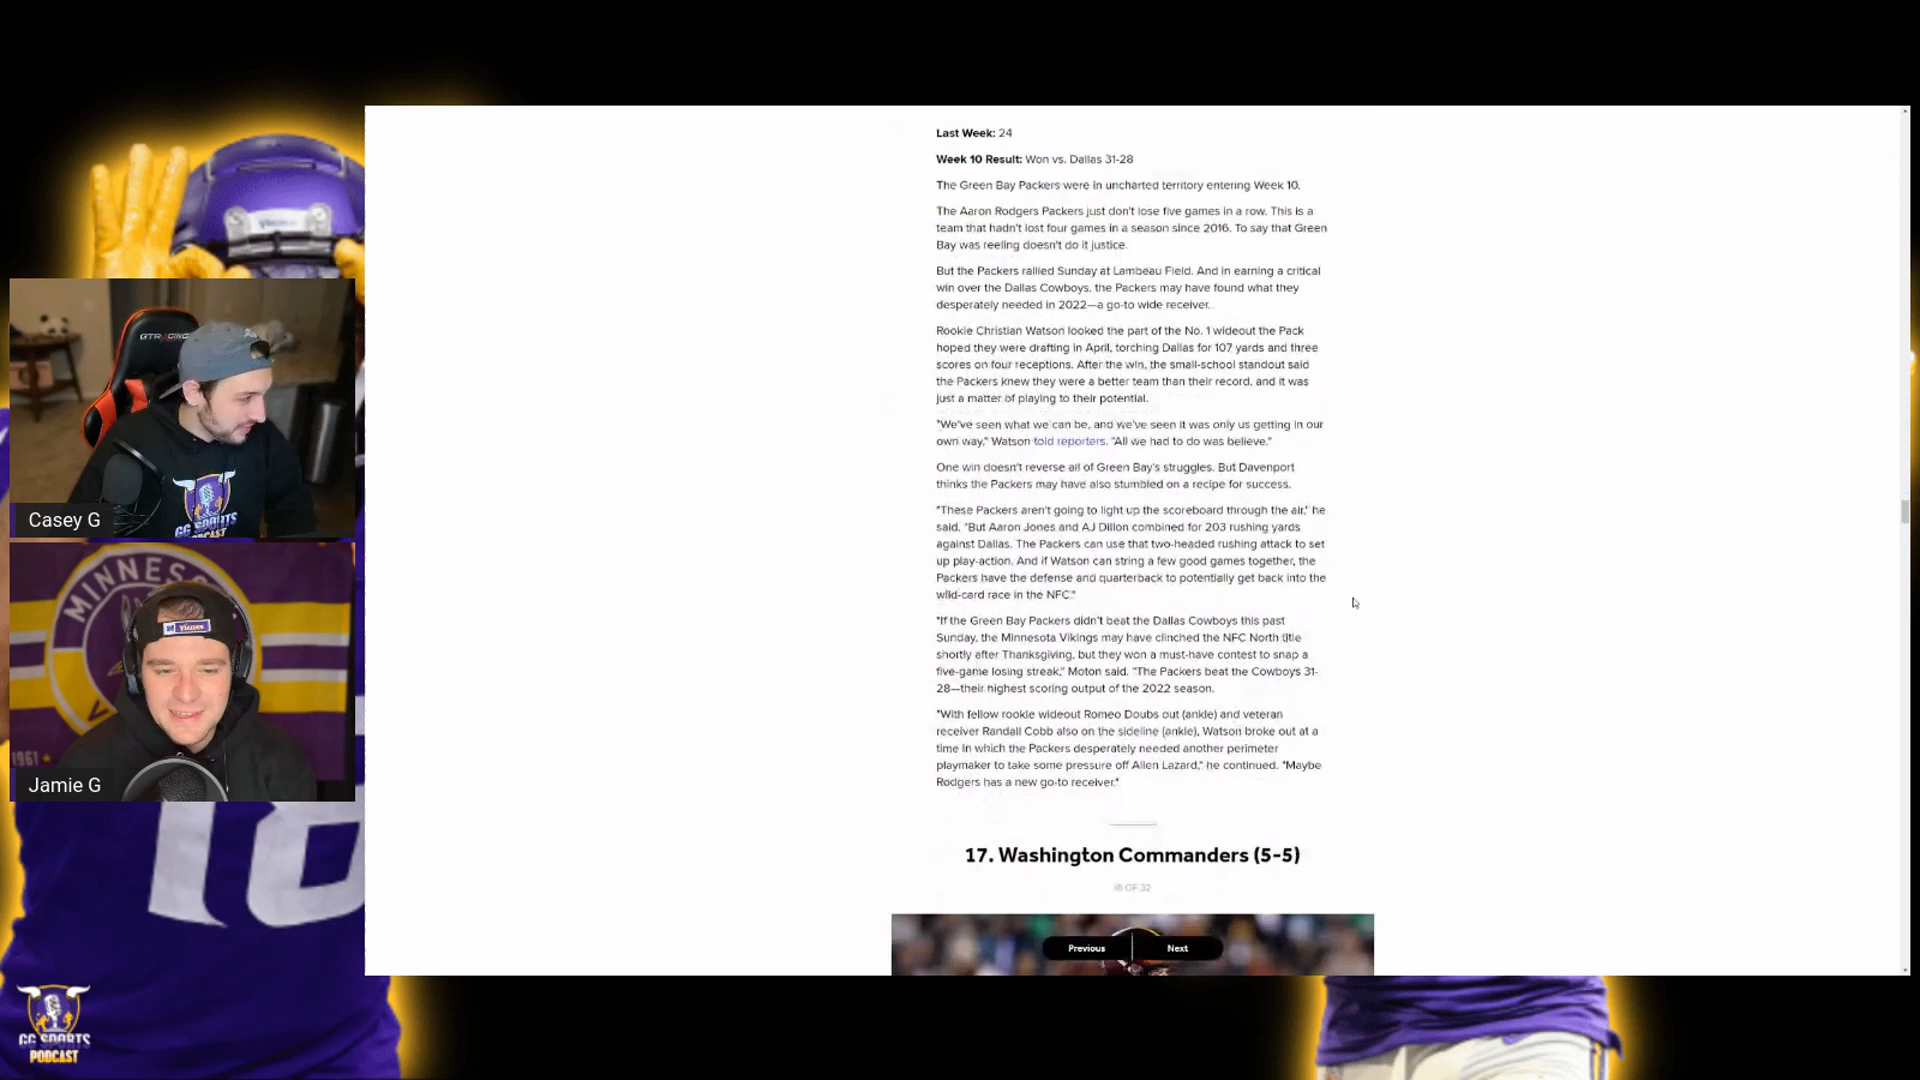 Last Week: 24
Week 10 Result: Won vs. Dallas 31-28
The Green Bay Packers were in uncharted territory entering Week 10.
The Aaron Rodgers Packers just don't lose five games in a row. This is a
team that hadn't lost four games in a season since 2016. To say that Green
Bay was reeling doesn't do it justice.
But the Packers rallied Sunday at Lambeau Field. And in earning a critical
win over the Dallas Cowboys, the Packers may have found what they
desperately needed in 2022—a go-to wide receiver.
Rookie Christian Watson looked the part of the No. 1 wideout the Pack
hoped they were drafting in April, torching Dallas for 107 yards and three
scores on four receptions. After the win, the small-school standout said
the Packers knew they were a better team than their record, and it was
just a matter of playing to their potential.
"We've seen what we can be, and we've seen it was only us getting in our
own way," Watson told reporters. "All we had to do was believe."
One win doesn't reverse all of Green Bay's struggles. But Davenport
thinks the Packers may have also stumbled on a recipe for success.
"These Packers aren't going to light up the scoreboard through the air," he
said. "But Aaron Jones and AJ Dillon combined for 203 rushing yards
against Dallas. The Packers can use that two-headed rushing attack to set
up play-action. And if Watson can string a few good games together, the
Packers have the defense and quarterback to potentially get back into the
wild-card race in the NFC."
"If the Green Bay Packers didn't beat the Dallas Cowboys this past
Sunday, the Minnesota Vikings may have clinched the NFC North title
shortly after Thanksgiving, but they won a must-have contest to snap a
five-game losing streak," Moton said. "The Packers beat the Cowboys 31-
28—their highest scoring output of the 2022 season.
"With fellow rookie wideout Romeo Doubs out (ankle) and veteran
receiver Randall Cobb also on the sideline (ankle), Watson broke out at a
time in which the Packers desperately needed another perimeter
playmaker to take some pressure off Allen Lazard," he continued. "Maybe
Rodgers has a new go-to receiver."
17. Washington Commanders (5-5)
16 OF 32
Previous
Next
GTRACING
GG SPORTS
PODCAST
Casey G
MINNES
VIKINGS
1961
Jamie G
18
GG SPORTS
PODCAST